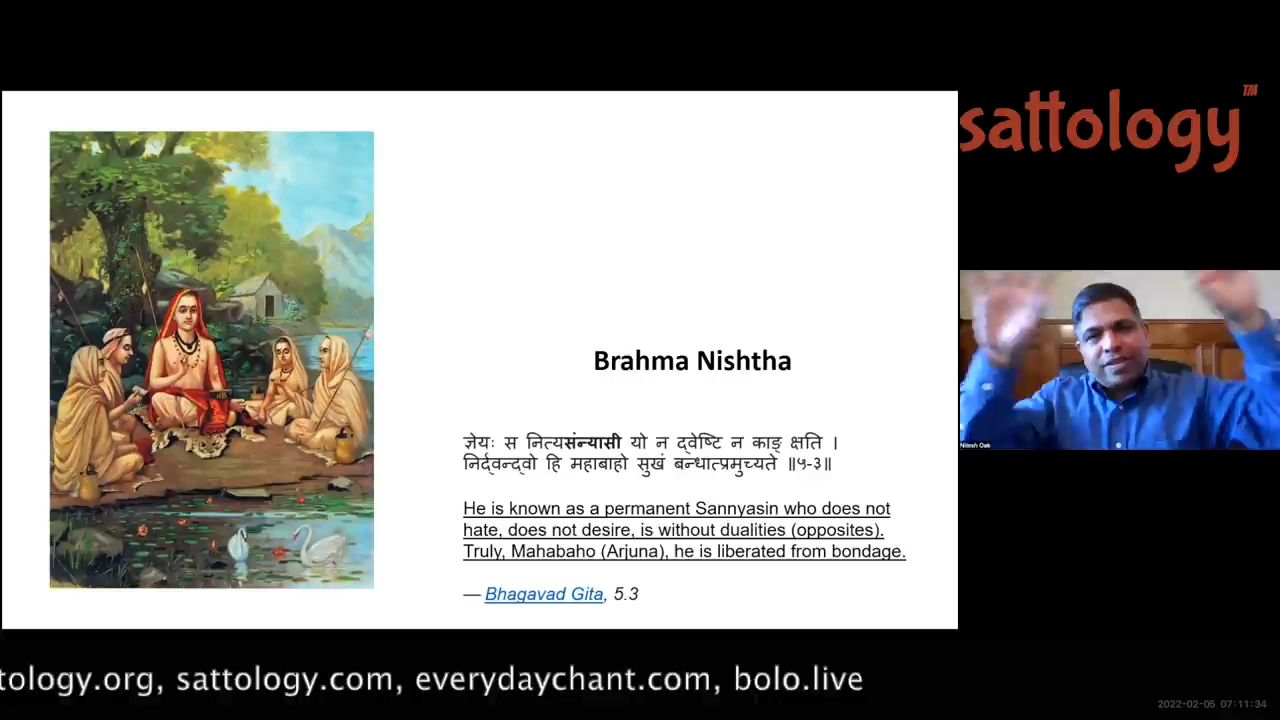 sattology™
Brahma Nishtha
ज्ञेयः स नित्यसंन्यासी यो न द्वेष्टि न काङ् क्षति ।
निर्द्वन्द्वो हि महाबाहो सुखं बन्धात्प्रमुच्यते ॥५-३॥
He is known as a permanent Sannyasin who does not
hate, does not desire, is without dualities (opposites).
Truly, Mahabaho (Arjuna), he is liberated from bondage.
— Bhagavad Gita, 5.3
Nilesh Oak
tology.org, sattology.com, everydaychant.com, bolo.live
2022-02-05 07:11:34